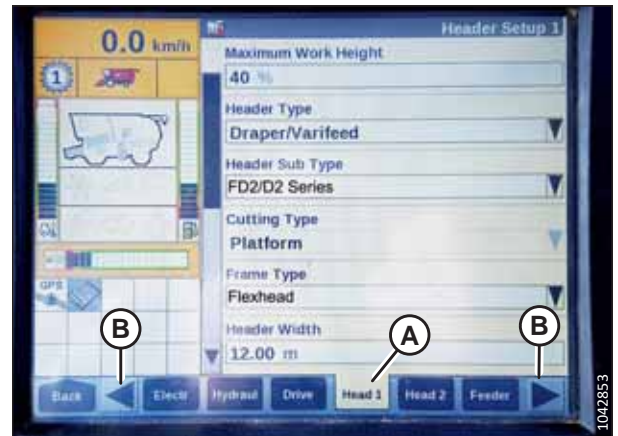 0.0 km/h
Header Setup 1
Maximum Work Height
40 %
1
Header Type
Draper/Varifeed
Header Sub Type
FD2/D2 Series
Cutting Type
Platform
Frame Type
GPS
Flexhead
Header Width
B
A
B
12.00 m
Back
Electr
Hydraul
Drive
Head 1
Head 2
Feeder
1042853